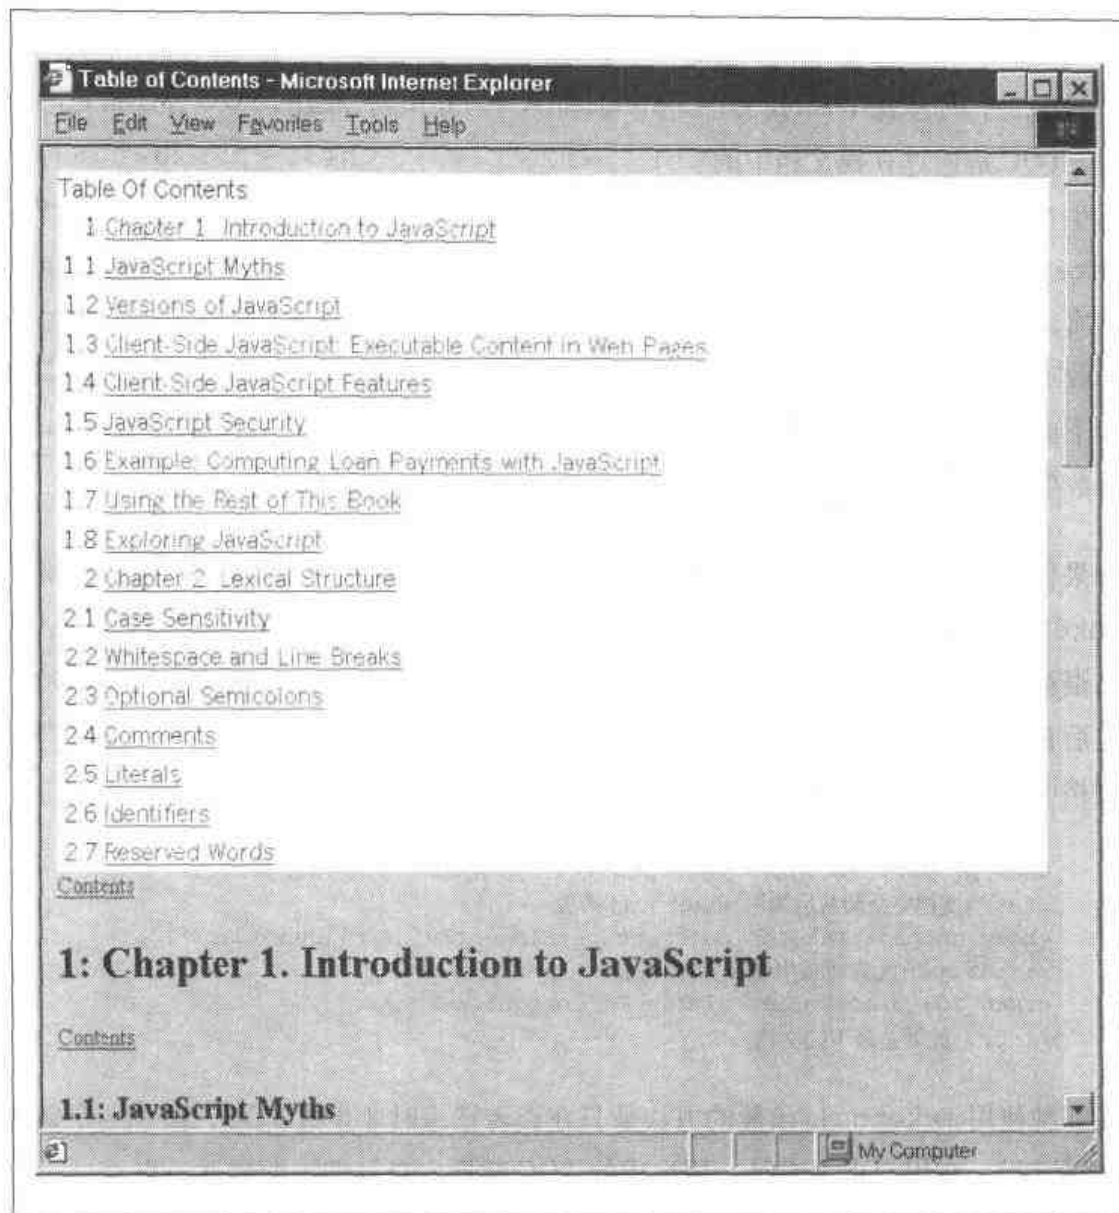 Table of Contents - Microsoft Internet Explorer
File Edit View Favorites Tools Help
Table Of Contents
1 Chapter 1. Introduction to JavaScript
1.1 JavaScript Myths
1.2 Versions of JavaScript
1.3 Client-Side JavaScript: Executable Content in Web Pages
1.4 Client-Side JavaScript Features
1.5 JavaScript Security
1.6 Example: Computing Loan Payments with JavaScript
1.7 Using the Rest of This Book
1.8 Exploring JavaScript
2 Chapter 2. Lexical Structure
2.1 Case Sensitivity
2.2 Whitespace and Line Breaks
2.3 Optional Semicolons
2.4 Comments
2.5 Literals
2.6 Identifiers
2.7 Reserved Words
Contents
1: Chapter 1. Introduction to JavaScript
Contents
1.1: JavaScript Myths
My Computer